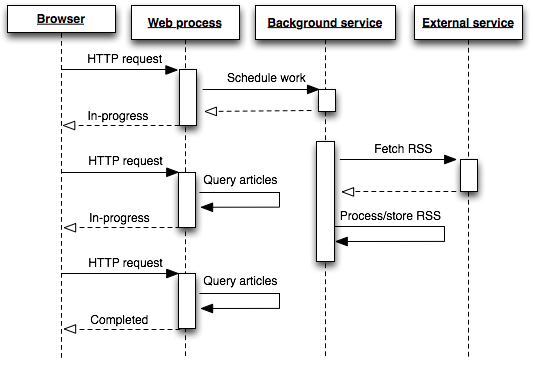 Browser
Web process
Background service
External service
HTTP request
Schedule work
In-progress
HTTP request
Fetch RSS
Query articles
In-progress
Process/store RSS
HTTP request
Query articles
Completed